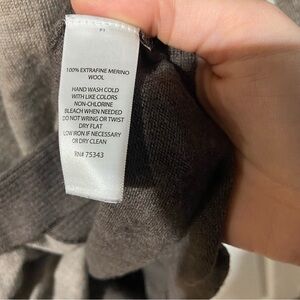 100% EXTRAFINE MERINO
WOOL
HAND WASH COLD
WITH LIKE COLORS
NON-CHLORINE
BLEACH WHEN NEEDED
DO NOT WRING OR TWIST
DRY FLAT
LOW IRON IF NECESSARY
OR DRY CLEAN
RN# 75343